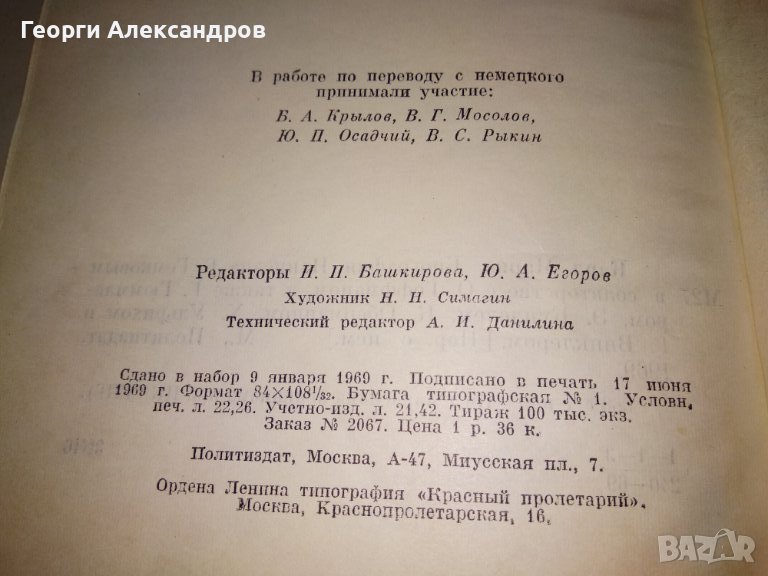 Георги Александров
В работе по переводу с немецкого
принимали участие:
Б. А. Крылов, В. Г. Мосолов,
Ю. П. Осадчий, В. С. Рыкин
Редакторы И. П. Башкирова, Ю. А. Егоров
Художник Н. Н. Симагин
Технический редактор А. И. Данилина
Сдано в набор 9 января 1969 г. Подписано в печать 17 июня
1969 г. Формат 84×108¹/₃₂. Бумага типографская № 1. Условн.
печ. л. 22,26. Учетно-изд. л. 21,42. Тираж 100 тыс. экз.
Заказ № 2067. Цена 1 р. 36 к.
Политиздат, Москва, А-47, Миусская пл., 7.
Ордена Ленина типография «Красный пролетарий».
Москва, Краснопролетарская, 16.
BAZAR